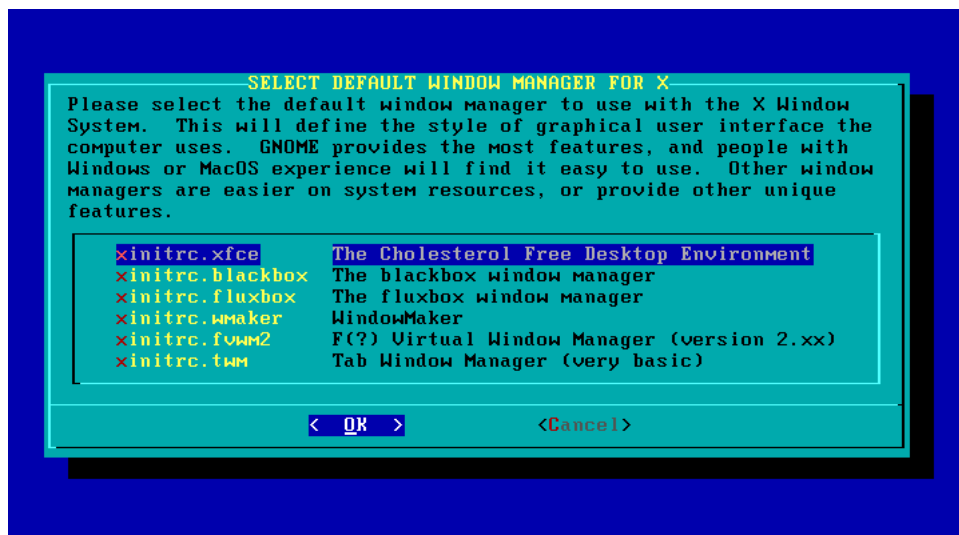 SELECT DEFAULT WINDOW MANAGER FOR X
Please select the default window manager to use with the X Window
System.  This will define the style of graphical user interface the
computer uses.  GNOME provides the most features, and people with
Windows or MacOS experience will find it easy to use.  Other window
managers are easier on system resources, or provide other unique
features.
xinitrc.xfce The Cholesterol Free Desktop Environment
xinitrc.blackbox The blackbox window manager
xinitrc.fluxbox The fluxbox window manager
xinitrc.wmaker WindowMaker
xinitrc.fvwm2 F(?) Virtual Window Manager (version 2.xx)
xinitrc.twm Tab Window Manager (very basic)
<  OK  > <Cancel>